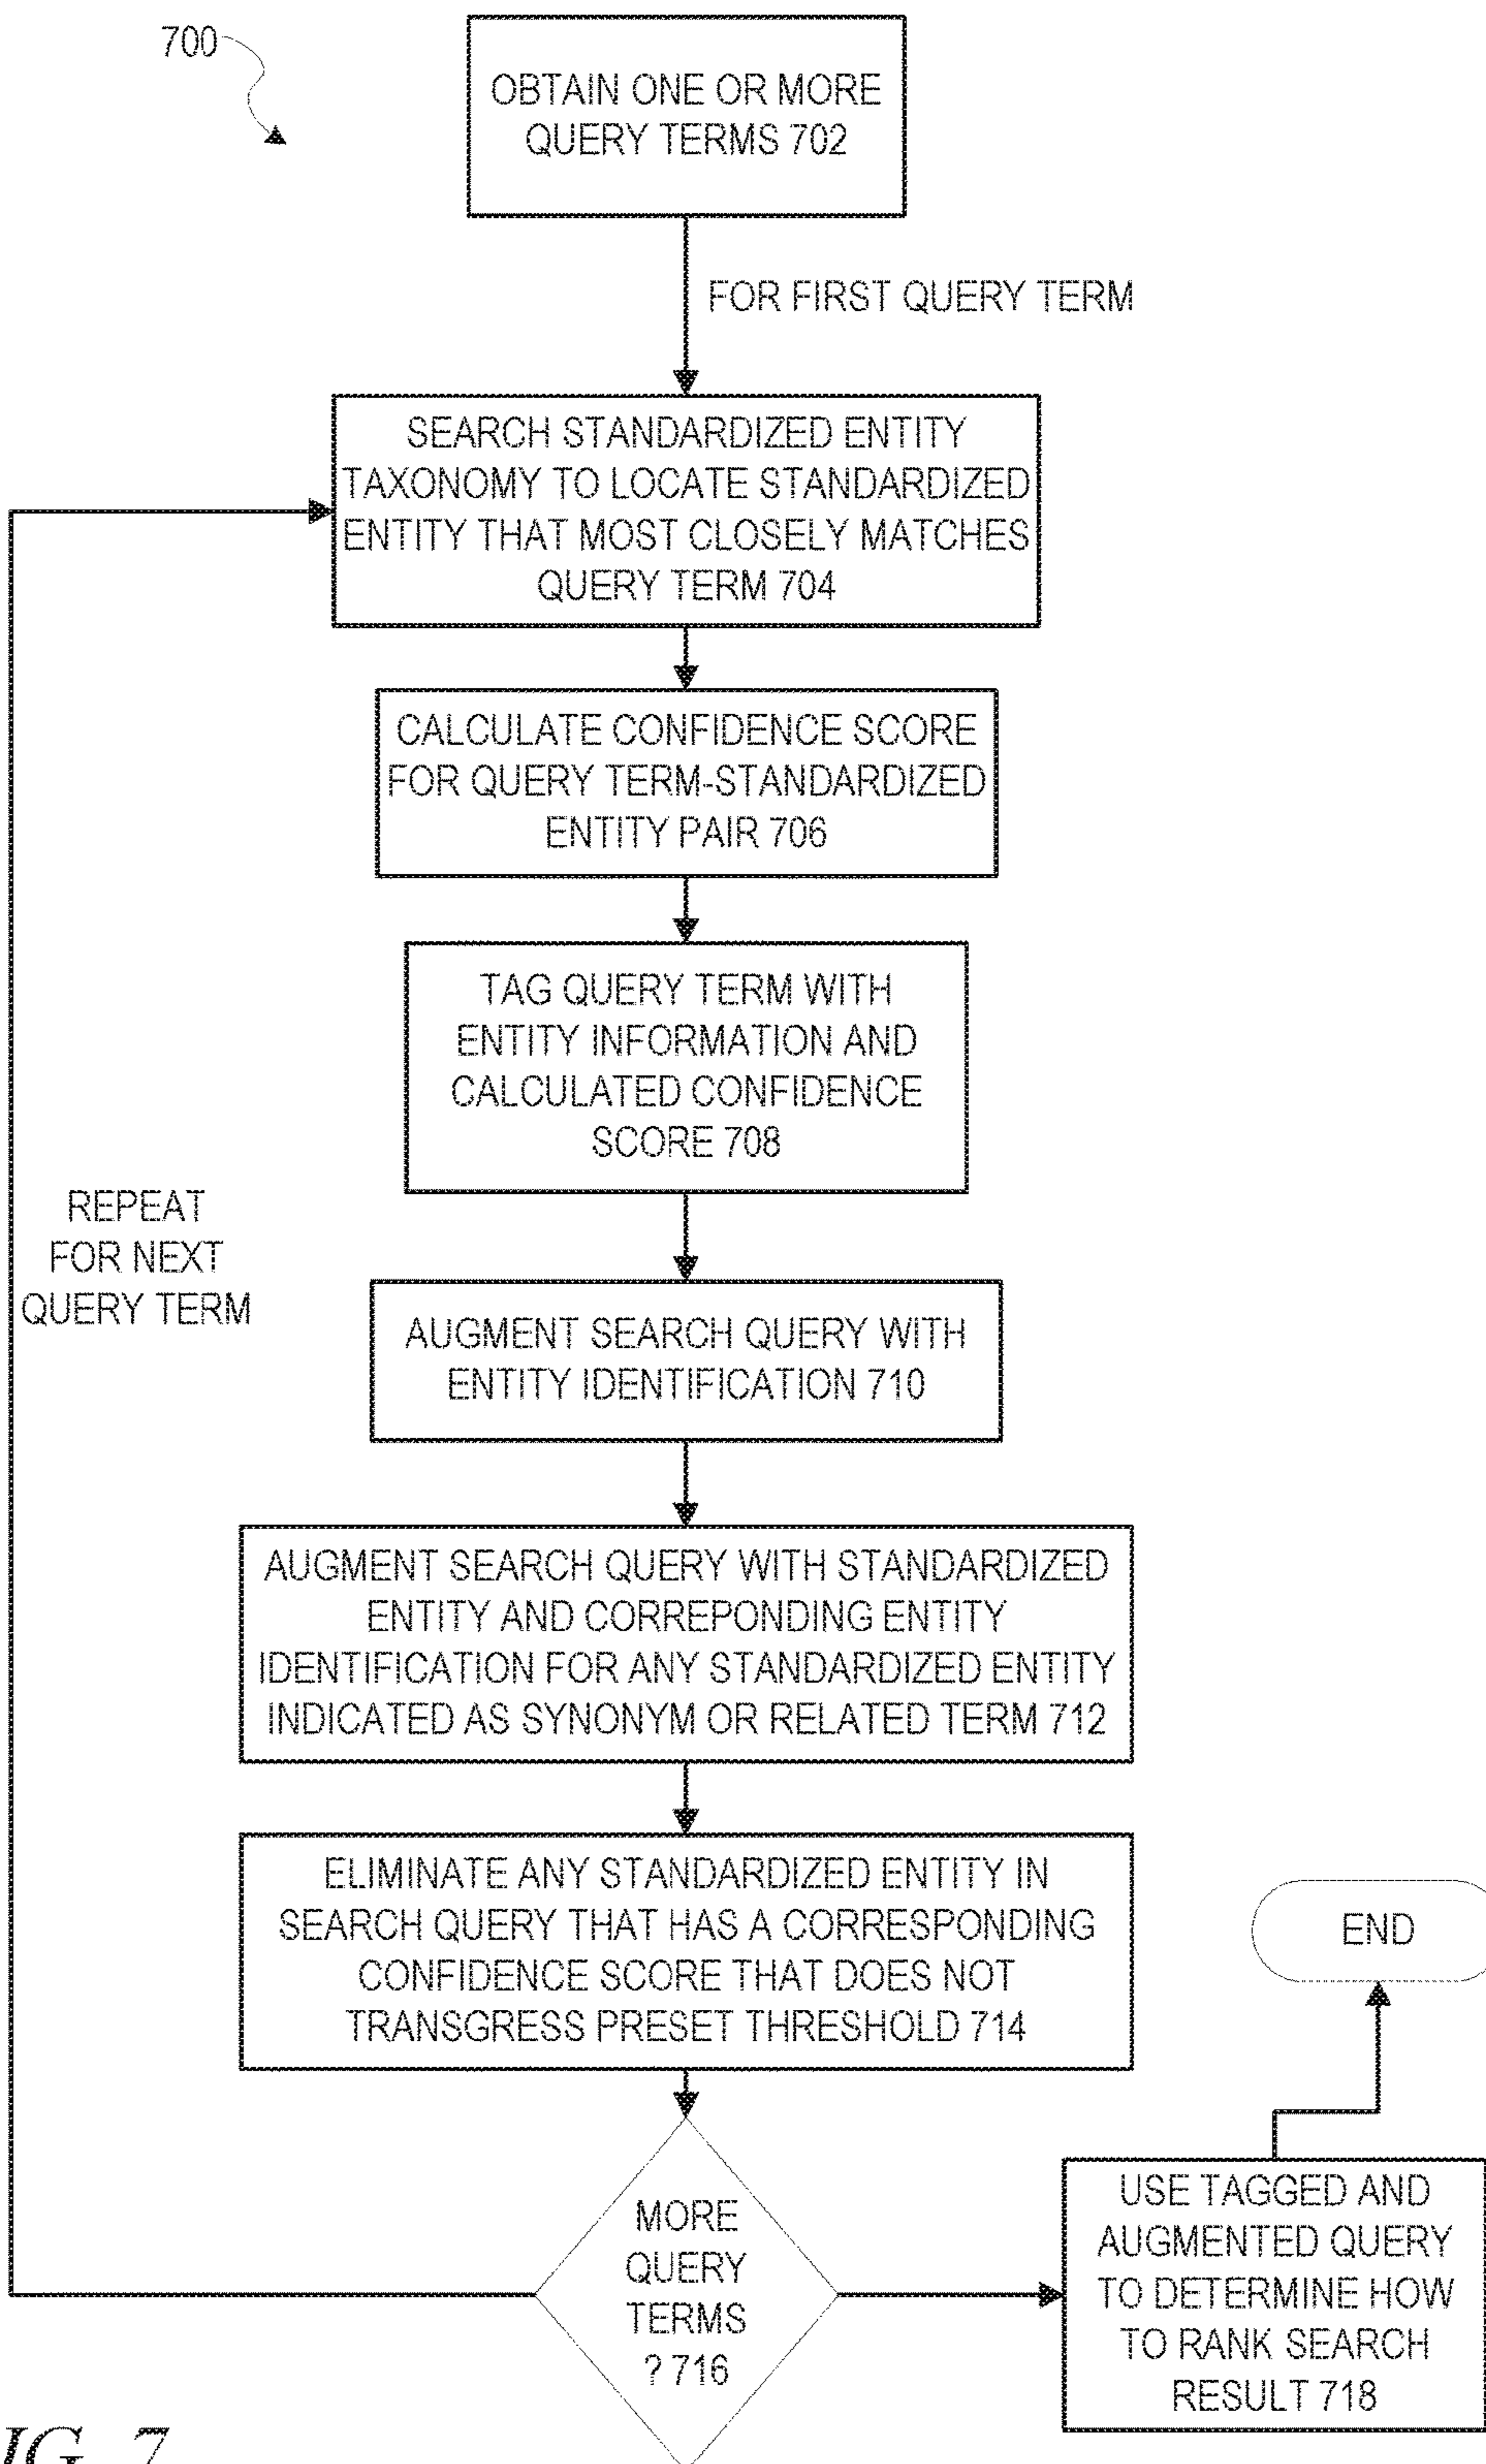 700
OBTAIN ONE OR MORE
QUERY TERMS 702
FOR FIRST QUERY TERM
SEARCH STANDARDIZED ENTITY
TAXONOMY TO LOCATE STANDARDIZED
ENTITY THAT MOST CLOSELY MATCHES
QUERY TERM 704
CALCULATE CONFIDENCE SCORE
FOR QUERY TERM-STANDARDIZED
ENTITY PAIR 706
TAG QUERY TERM WITH
ENTITY INFORMATION AND
CALCULATED CONFIDENCE
SCORE 708
REPEAT
FOR NEXT
QUERY TERM
AUGMENT SEARCH QUERY WITH
ENTITY IDENTIFICATION 710
AUGMENT SEARCH QUERY WITH STANDARDIZED
ENTITY AND CORREPONDING ENTITY
IDENTIFICATION FOR ANY STANDARDIZED ENTITY
INDICATED AS SYNONYM OR RELATED TERM 712
ELIMINATE ANY STANDARDIZED ENTITY IN
SEARCH QUERY THAT HAS A CORRESPONDING
CONFIDENCE SCORE THAT DOES NOT
TRANSGRESS PRESET THRESHOLD 714
END
MORE
QUERY
TERMS
? 716
USE TAGGED AND
AUGMENTED QUERY
TO DETERMINE HOW
TO RANK SEARCH
RESULT 718
IG. 7